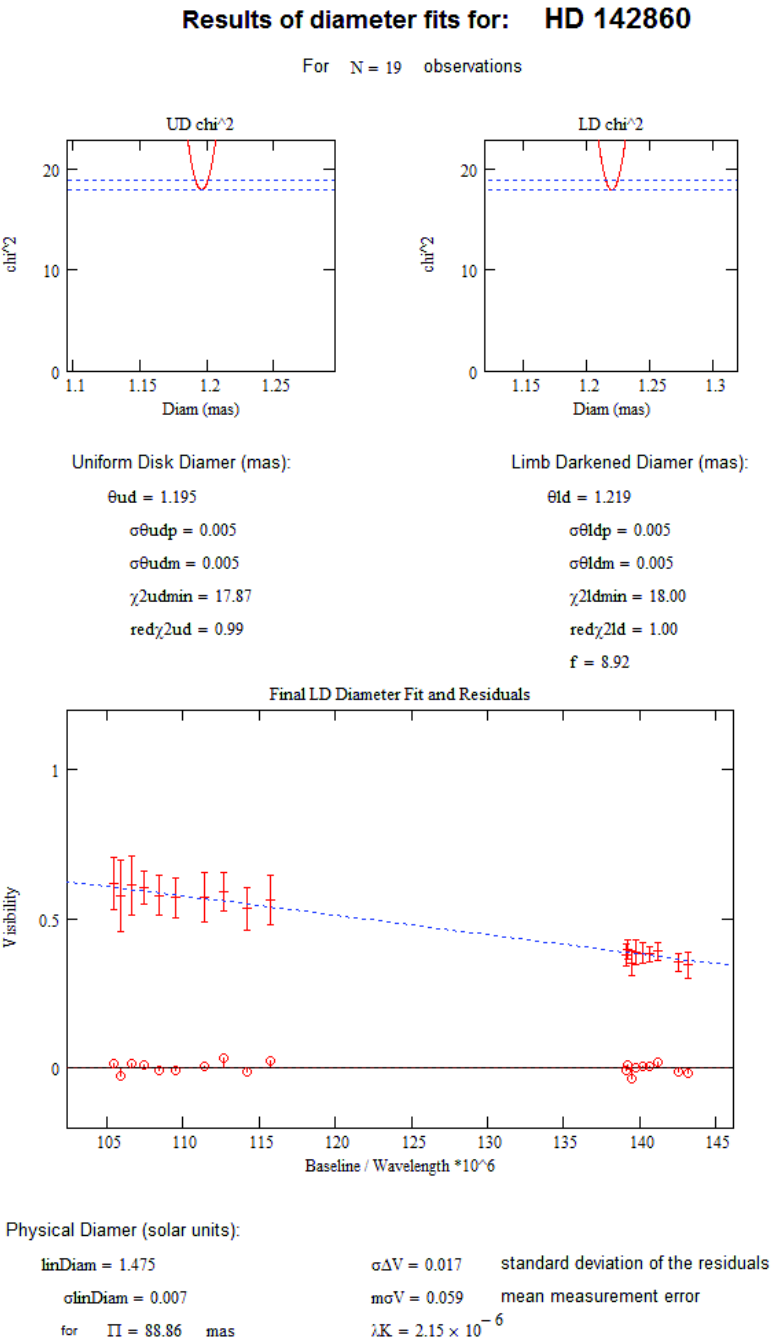 Results of diameter fits for: HD 142860
For N = 19 observations
UD chi^2
LD chi^2
chi^2
20
10
0
1.1 1.15 1.2 1.25
Diam (mas)
chi^2
20
10
0
1.15 1.2 1.25 1.3
Diam (mas)
Uniform Disk Diamer (mas):
θud = 1.195
σθudp = 0.005
σθudm = 0.005
χ2udmin = 17.87
redχ2ud = 0.99
Limb Darkened Diamer (mas):
θld = 1.219
σθldp = 0.005
σθldm = 0.005
χ2ldmin = 18.00
redχ2ld = 1.00
f = 8.92
Final LD Diameter Fit and Residuals
Visibility
1
0.5
0
105 110 115 120 125 130 135 140 145
Baseline / Wavelength *10^6
Physical Diamer (solar units):
linDiam = 1.475
σlinDiam = 0.007
for Π = 88.86 mas
σΔV = 0.017 standard deviation of the residuals
mσV = 0.059 mean measurement error
λK = 2.15 × 10⁻⁶